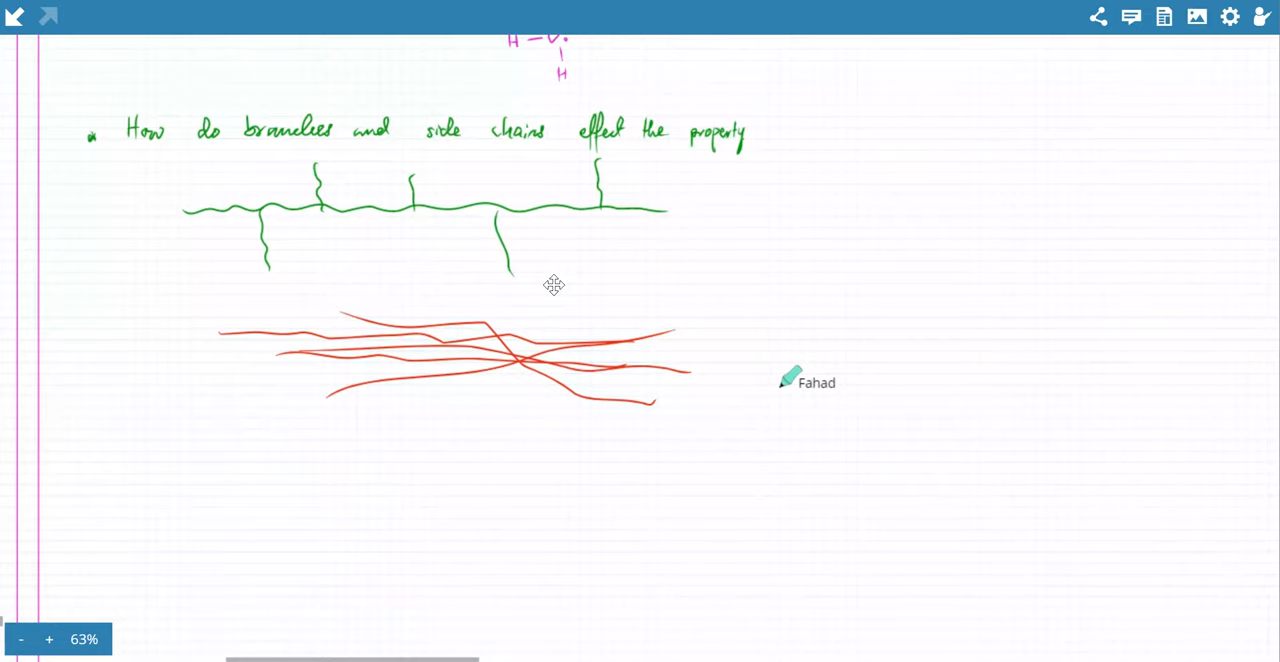 H - C.
H
• How do branches and side chains effect the property
Fahad
- + 63%